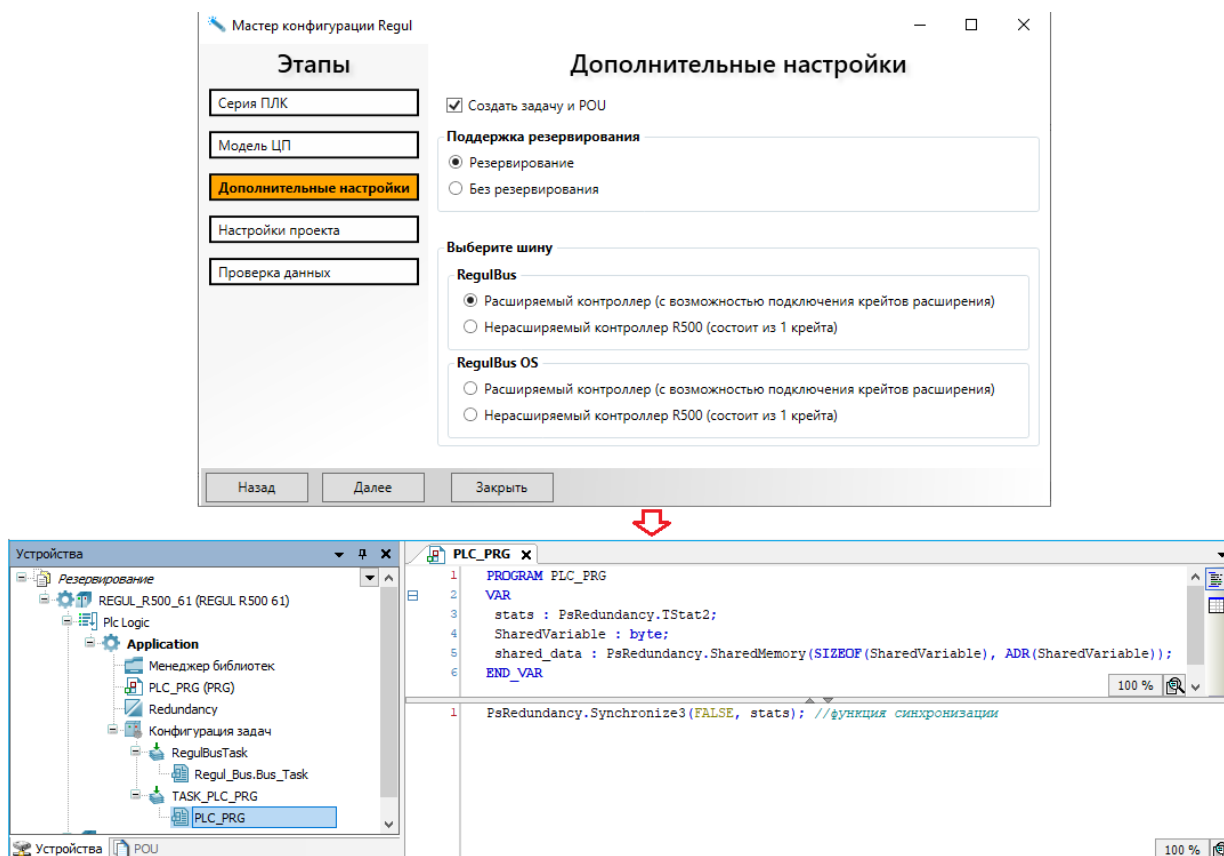 Мастер конфигурации Regul
Этапы
Серия ПЛК
Модель ЦП
Дополнительные настройки
Настройки проекта
Проверка данных
Дополнительные настройки
Создать задачу и POU
Поддержка резервирования
Резервирование
Без резервирования
Выберите шину
RegulBus
Расширяемый контроллер (с возможностью подключения крейтов расширения)
Нерасширяемый контроллер R500 (состоит из 1 крейта)
RegulBus OS
Расширяемый контроллер (с возможностью подключения крейтов расширения)
Нерасширяемый контроллер R500 (состоит из 1 крейта)
Назад
Далее
Закрыть
Устройства
Резервирование
REGUL_R500_61 (REGUL R500 61)
Plc Logic
Application
Менеджер библиотек
PLC_PRG (PRG)
Redundancy
Конфигурация задач
RegulBusTask
Regul_Bus.Bus_Task
TASK_PLC_PRG
PLC_PRG
Устройства
POU
PLC_PRG
1 PROGRAM PLC_PRG
2 VAR
3 stats : PsRedundancy.TStat2;
4 SharedVariable : byte;
5 shared_data : PsRedundancy.SharedMemory(SIZEOF(SharedVariable), ADR(SharedVariable));
6 END_VAR
100 %
1 PsRedundancy.Synchronize3(FALSE, stats); //функция синхронизации
100 %